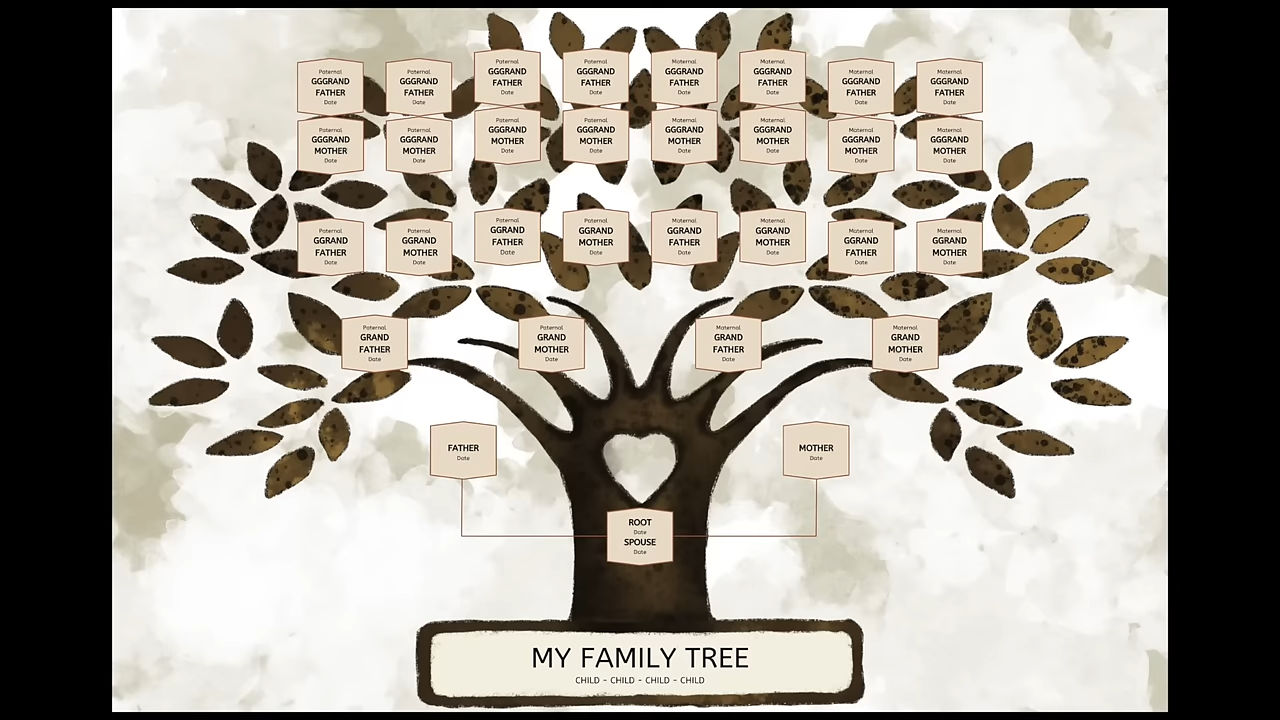 Paternal
GGGRAND
FATHER
Date
Paternal
GGGRAND
FATHER
Date
Paternal
GGGRAND
FATHER
Date
Paternal
GGGRAND
FATHER
Date
Maternal
GGGRAND
FATHER
Date
Maternal
GGGRAND
FATHER
Date
Maternal
GGGRAND
FATHER
Date
Maternal
GGGRAND
FATHER
Date
Paternal
GGGRAND
MOTHER
Date
Paternal
GGGRAND
MOTHER
Date
Paternal
GGGRAND
MOTHER
Date
Paternal
GGGRAND
MOTHER
Date
Maternal
GGGRAND
MOTHER
Date
Maternal
GGGRAND
MOTHER
Date
Maternal
GGGRAND
MOTHER
Date
Maternal
GGGRAND
MOTHER
Date
Paternal
GGRAND
FATHER
Date
Paternal
GGRAND
MOTHER
Date
Paternal
GGRAND
FATHER
Date
Paternal
GGRAND
MOTHER
Date
Maternal
GGRAND
FATHER
Date
Maternal
GGRAND
MOTHER
Date
Maternal
GGRAND
FATHER
Date
Maternal
GGRAND
MOTHER
Date
Paternal
GRAND
FATHER
Date
Paternal
GRAND
MOTHER
Date
Maternal
GRAND
FATHER
Date
Maternal
GRAND
MOTHER
Date
FATHER
Date
MOTHER
Date
ROOT
Date
SPOUSE
Date
MY FAMILY TREE
CHILD - CHILD - CHILD - CHILD